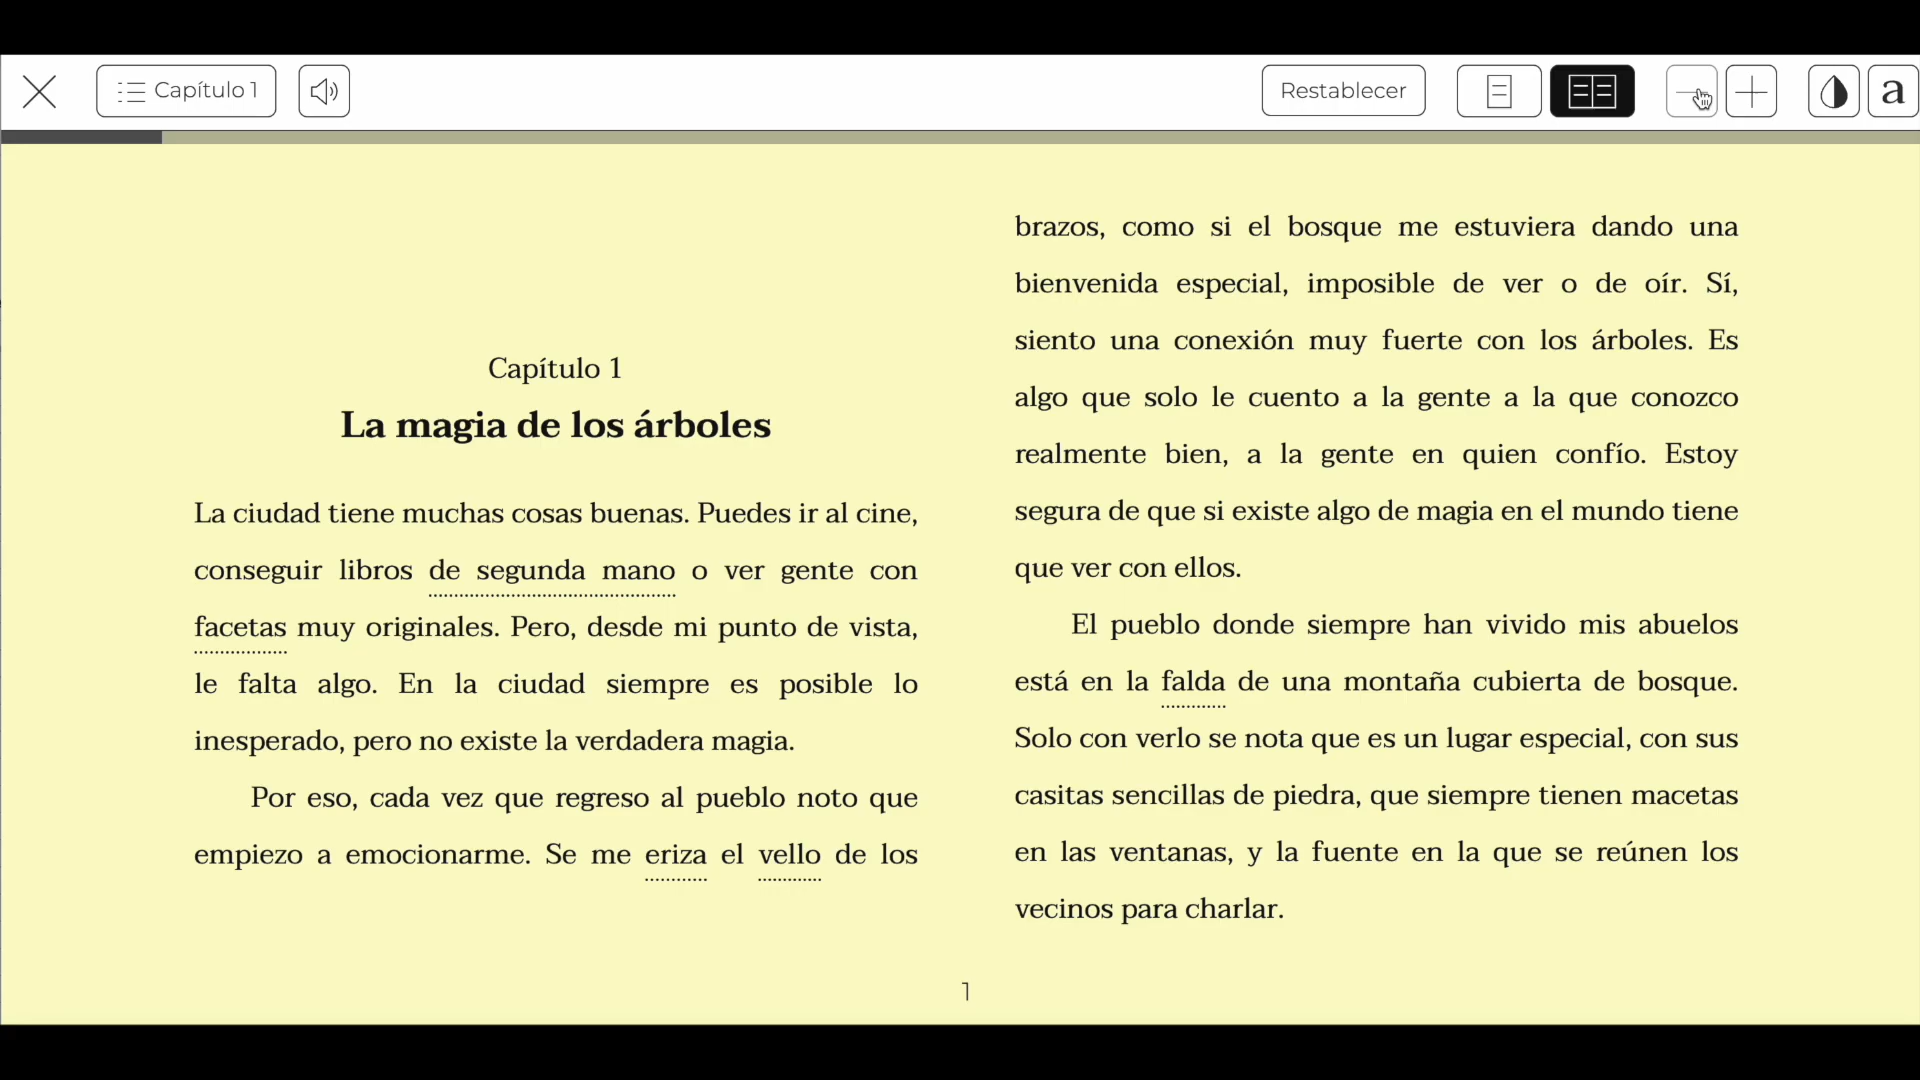 Capítulo 1
Restablecer
a
Capítulo 1
La magia de los árboles
La ciudad tiene muchas cosas buenas. Puedes ir al cine,
conseguir libros de segunda mano o ver gente con
facetas muy originales. Pero, desde mi punto de vista,
le falta algo. En la ciudad siempre es posible lo
inesperado, pero no existe la verdadera magia.
Por eso, cada vez que regreso al pueblo noto que
empiezo a emocionarme. Se me eriza el vello de los
brazos, como si el bosque me estuviera dando una
bienvenida especial, imposible de ver o de oír. Sí,
siento una conexión muy fuerte con los árboles. Es
algo que solo le cuento a la gente a la que conozco
realmente bien, a la gente en quien confío. Estoy
segura de que si existe algo de magia en el mundo tiene
que ver con ellos.
El pueblo donde siempre han vivido mis abuelos
está en la falda de una montaña cubierta de bosque.
Solo con verlo se nota que es un lugar especial, con sus
casitas sencillas de piedra, que siempre tienen macetas
en las ventanas, y la fuente en la que se reúnen los
vecinos para charlar.
1